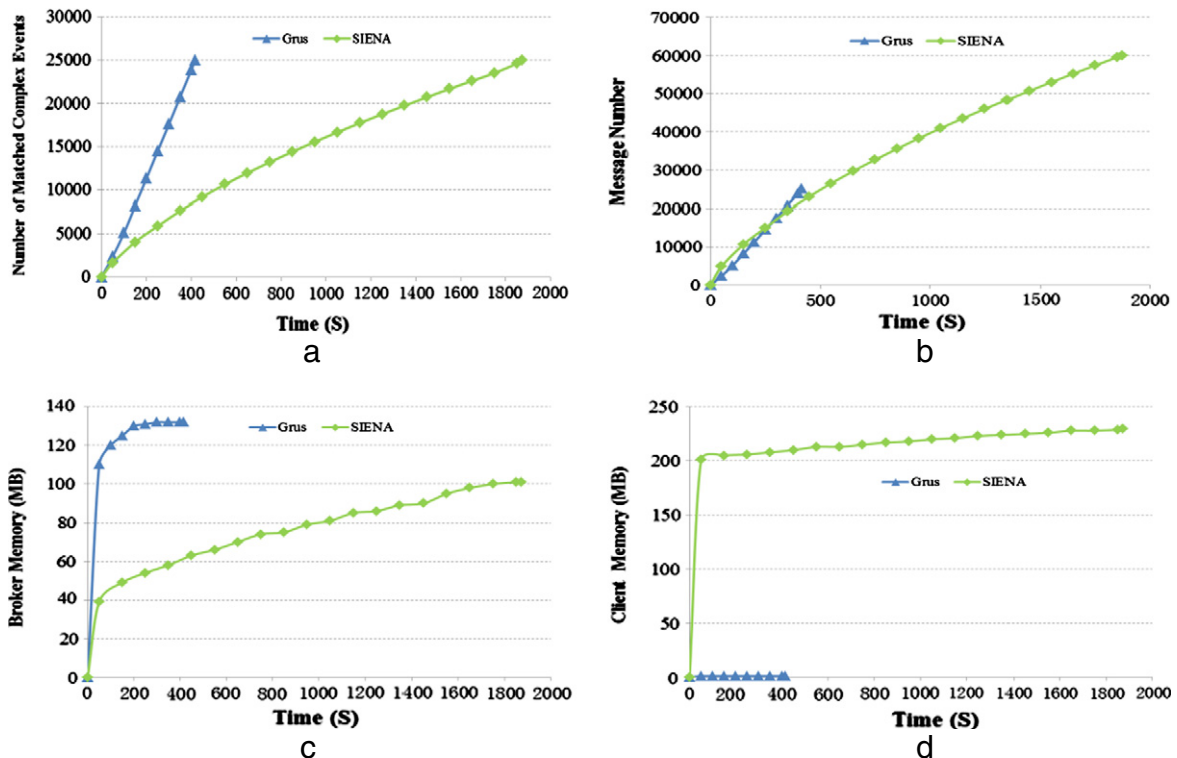 Number of Matched Complex Events
30000
25000
20000
15000
10000
5000
0
Grus
SIENA
0 200 400 600 800 1000 1200 1400 1600 1800 2000
Time (S)
a
Message Number
70000
60000
50000
40000
30000
20000
10000
0
Grus
SIENA
0 500 1000 1500 2000
Time (S)
b
Broker Memory (MB)
140
120
100
80
60
40
20
0
Grus
SIENA
0 200 400 600 800 1000 1200 1400 1600 1800 2000
Time (S)
c
Client Memory (MB)
250
200
150
100
50
0
Grus
SIENA
0 200 400 600 800 1000 1200 1400 1600 1800 2000
Time (S)
d